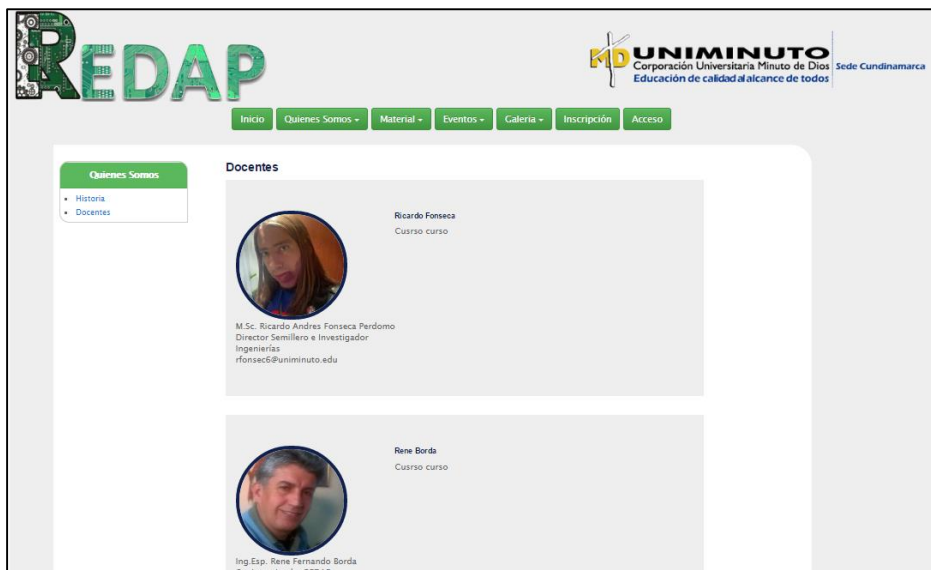 REDAP
MD UNIMINUTO
Corporación Universitaria Minuto de Dios
Educación de calidad al alcance de todos
Sede Cundinamarca
Inicio Quienes Somos Material Eventos Galeria Inscripción Acceso
Quienes Somos
Historia
Docentes
Docentes
Ricardo Fonseca
Cusrso curso
M.Sc. Ricardo Andres Fonseca Perdomo
Director Semillero e Investigador
Ingenierías
rfonsec6@uniminuto.edu
Rene Borda
Cusrso curso
Ing.Esp. Rene Fernando Borda